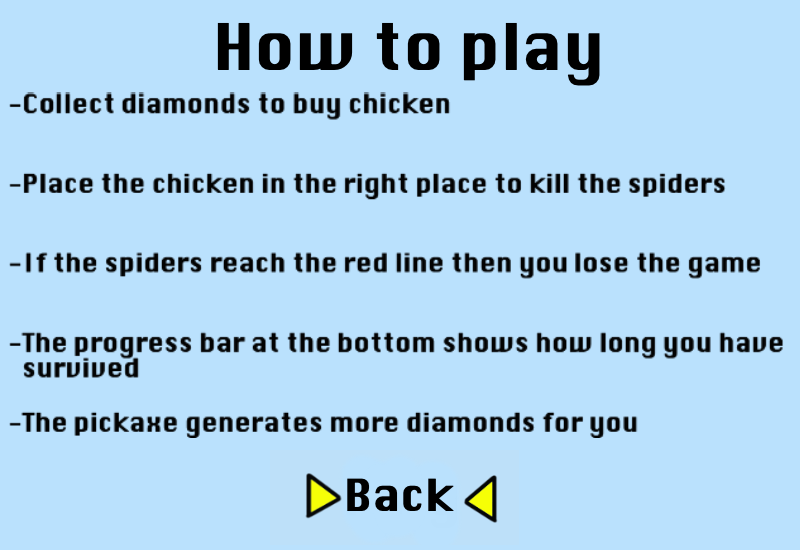 How to play
-Collect diamonds to buy chicken
-Place the chicken in the right place to kill the spiders
-If the spiders reach the red line then you lose the game
-The progress bar at the bottom shows how long you have
survived
-The pickaxe generates more diamonds for you
Back